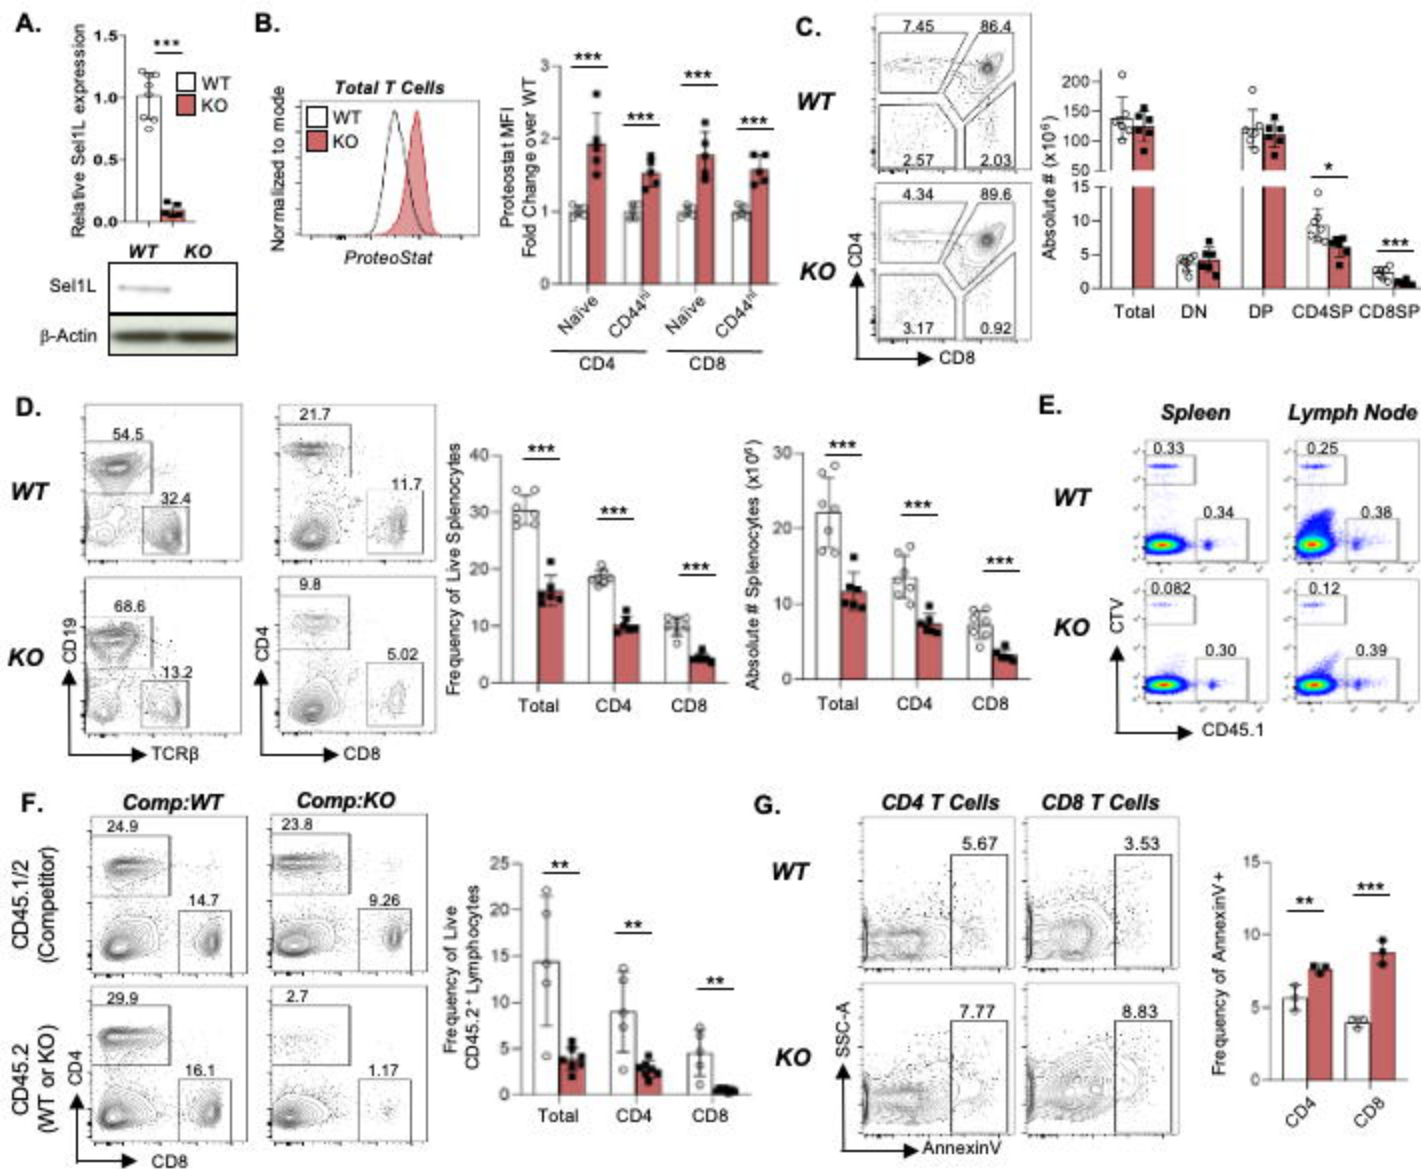 A.
Relative Sel1L expression
1.5
1.0
0.5
0.0
***
WT
KO
WT KO
Sel1L
β-Actin
B.
Total T Cells
WT
KO
Normalized to mode
ProteoStat
Proteostat MFI
Fold Change over WT
3
2
1
0
*** *** *** ***
Naïve CD44hi Naïve CD44hi
CD4 CD8
C.
WT
7.45 86.4
2.57 2.03
KO
4.34 89.6
3.17 0.92
CD4
CD8
Absolute # (x10⁶)
200
150
100
50
15
10
5
0
* ***
Total DN DP CD4SP CD8SP
D.
WT
54.5
32.4
21.7
11.7
KO
68.6
13.2
9.8
5.02
CD19
TCRβ
CD4
CD8
Frequency of Live Splenocytes
40
30
20
10
0
*** *** ***
Total CD4 CD8
Absolute # Splenocytes (x10⁶)
30
20
10
0
*** *** ***
Total CD4 CD8
E.
Spleen Lymph Node
WT
0.33 0.25
0.34 0.38
KO
0.082 0.12
0.30 0.39
CTV
CD45.1
F.
Comp:WT Comp:KO
CD45.1/2
(Competitor)
24.9 23.8
14.7 9.26
CD45.2
(WT or KO)
29.9 2.7
16.1 1.17
CD4
CD8
Frequency of Live
CD45.2⁺ Lymphocytes
25
20
15
10
5
0
** ** **
Total CD4 CD8
G.
CD4 T Cells CD8 T Cells
WT
5.67 3.53
KO
7.77 8.83
SSC-A
AnnexinV
Frequency of AnnexinV+
15
10
5
0
** ***
CD4 CD8